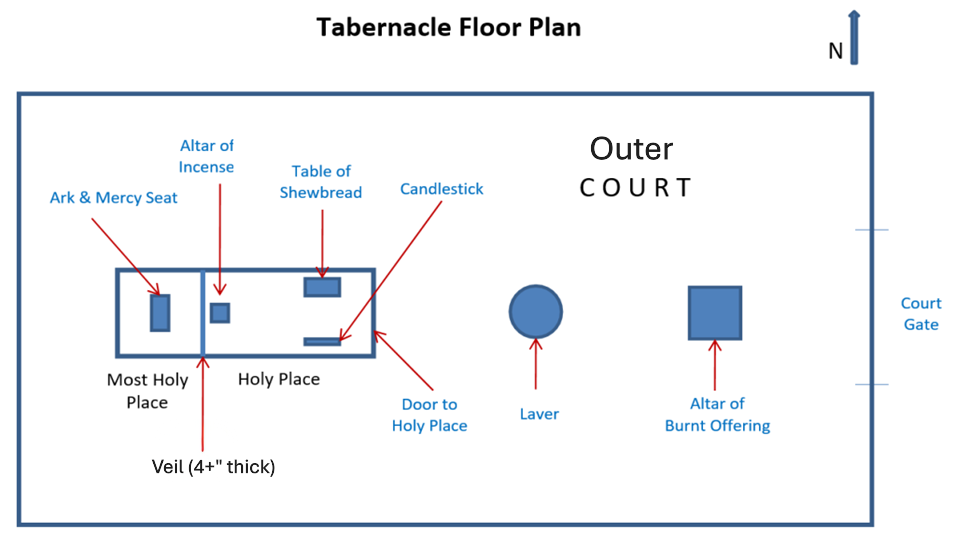 Tabernacle Floor Plan
N
Outer
COURT
Altar of
Incense
Table of
Shewbread
Candlestick
Ark & Mercy Seat
Court
Gate
Most Holy
Place
Holy Place
Door to
Holy Place
Laver
Altar of
Burnt Offering
Veil (4+" thick)